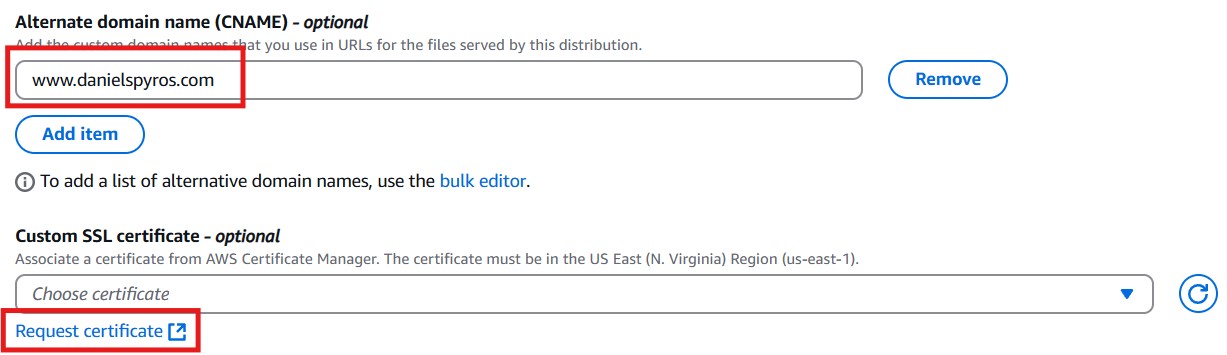 Alternate domain name (CNAME) - optional
Add the custom domain names that you use in URLs for the files served by this distribution.
www.danielspyros.com
Remove
Add item
To add a list of alternative domain names, use the bulk editor.
Custom SSL certificate - optional
Associate a certificate from AWS Certificate Manager. The certificate must be in the US East (N. Virginia) Region (us-east-1).
Choose certificate
Request certificate